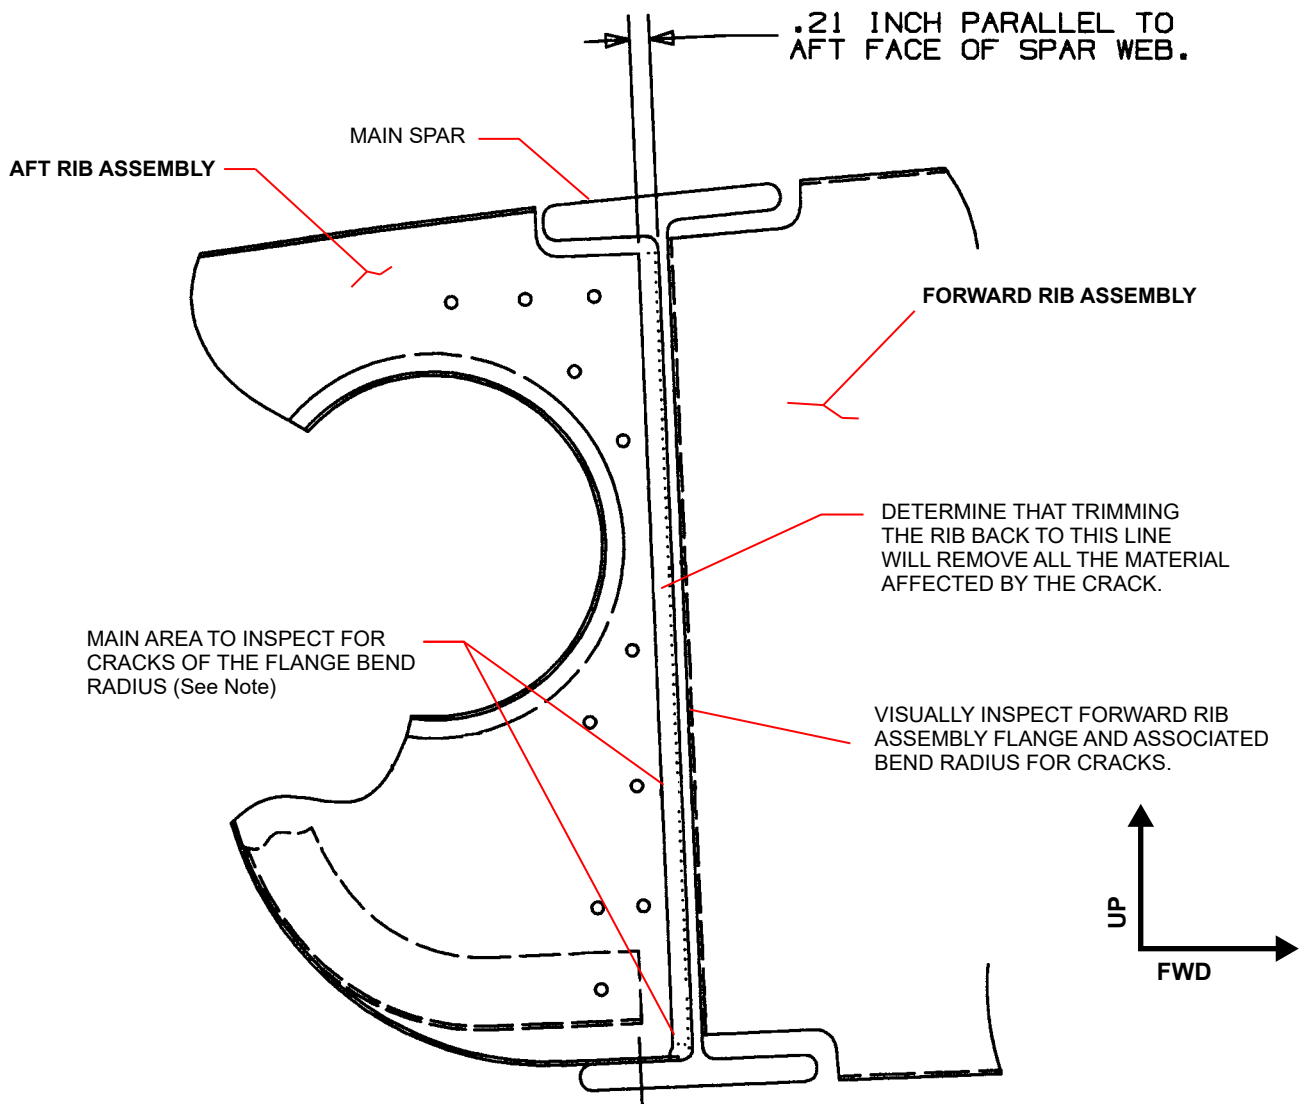 .21 INCH PARALLEL TO
AFT FACE OF SPAR WEB.
MAIN SPAR
AFT RIB ASSEMBLY
FORWARD RIB ASSEMBLY
DETERMINE THAT TRIMMING
THE RIB BACK TO THIS LINE
WILL REMOVE ALL THE MATERIAL
AFFECTED BY THE CRACK.
MAIN AREA TO INSPECT FOR
CRACKS OF THE FLANGE BEND
RADIUS (See Note)
VISUALLY INSPECT FORWARD RIB
ASSEMBLY FLANGE AND ASSOCIATED
BEND RADIUS FOR CRACKS.
UP
FWD